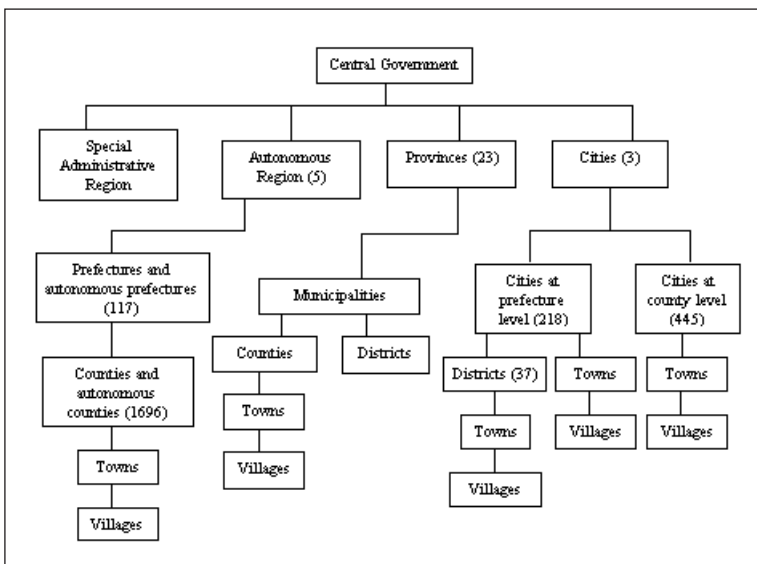 Central Government
Special
Administrative
Region
Autonomous
Region (5)
Provinces (23)
Cities (3)
Prefectures and
autonomous prefectures
(117)
Municipalities
Cities at
prefecture
level (218)
Cities at
county level
(445)
Counties
Districts
Counties and
autonomous
counties (1696)
Districts (37)
Towns
Towns
Towns
Towns
Villages
Villages
Towns
Villages
Villages
Villages